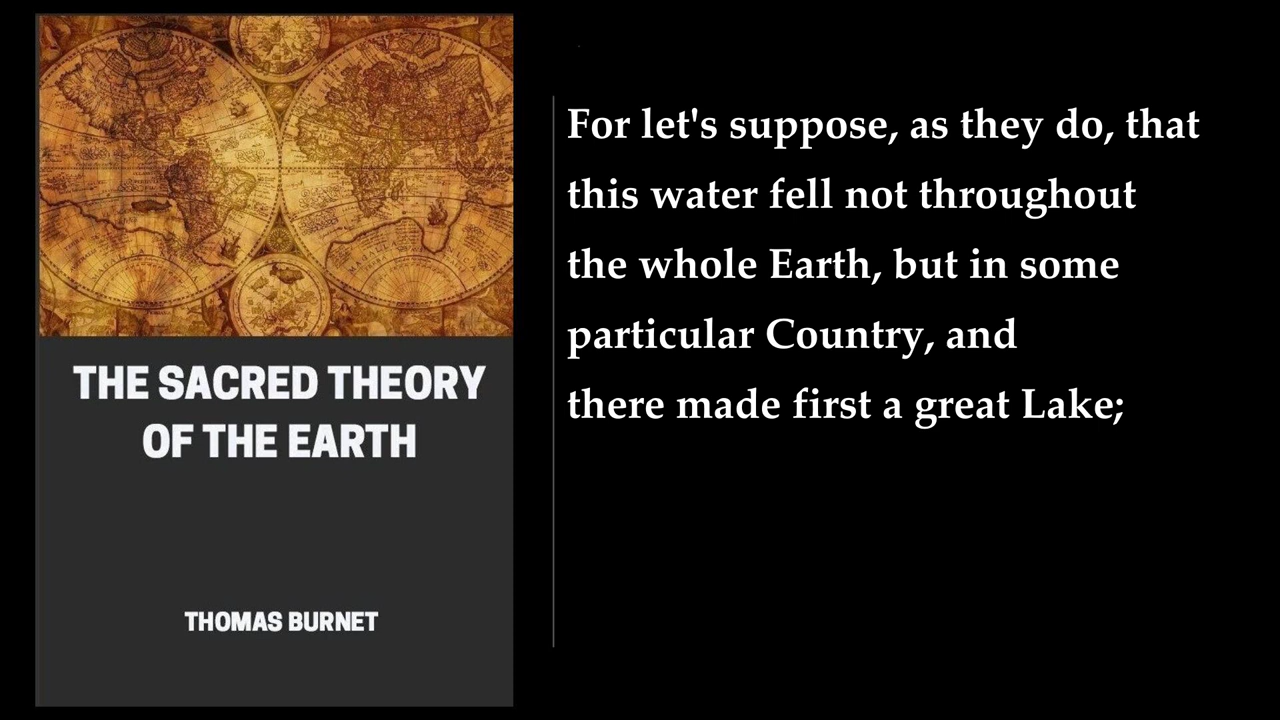 THE SACRED THEORY
OF THE EARTH
THOMAS BURNET
For let's suppose, as they do, that
this water fell not throughout
the whole Earth, but in some
particular Country, and
there made first a great Lake;